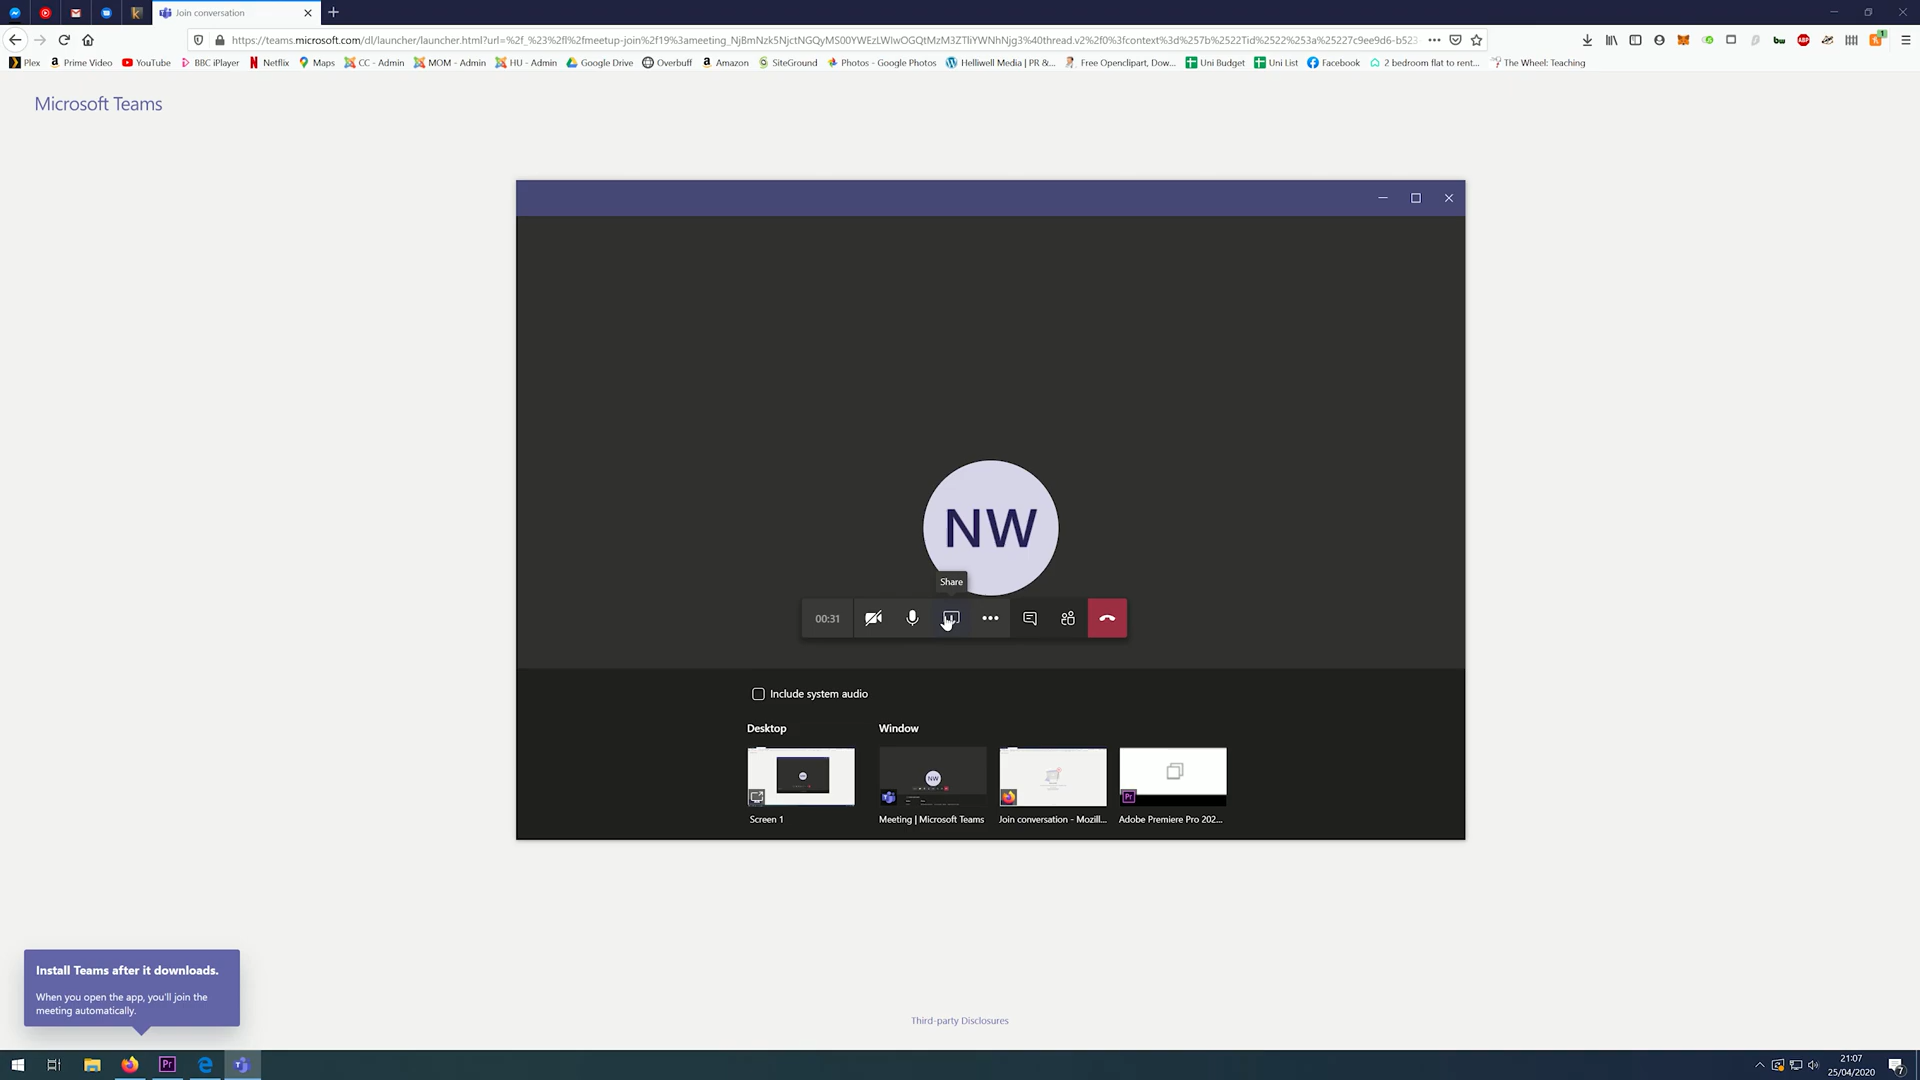 Join conversation
https://teams.microsoft.com/dl/launcher/launcher.html?url=%2f_%23%2fl%2fmeetup-join%2f19%3ameeting_NjBmNzk5NjctNGQyMS00YWEzLWIwOGQtMzM3ZTliYWNhNjg3%40thread.v2%2f0%3fcontext%3d%257b%2522Tid%2522%253a%25227c9ee9d6-b523
Plex Prime Video YouTube BBC iPlayer Netflix Maps CC - Admin MOM - Admin HU - Admin Google Drive Overbuff Amazon SiteGround Photos - Google Photos Helliwell Media | PR &... Free Openclipart, Dow... Uni Budget Uni List Facebook 2 bedroom flat to rent... The Wheel: Teaching
Microsoft Teams
NW
Share
00:31
Include system audio
Desktop Window
NW
Pr
Screen 1 Meeting | Microsoft Teams Join conversation - Mozill... Adobe Premiere Pro 202...
Install Teams after it downloads.
When you open the app, you'll join the
meeting automatically.
Third-party Disclosures
Pr
21:07
25/04/2020
7